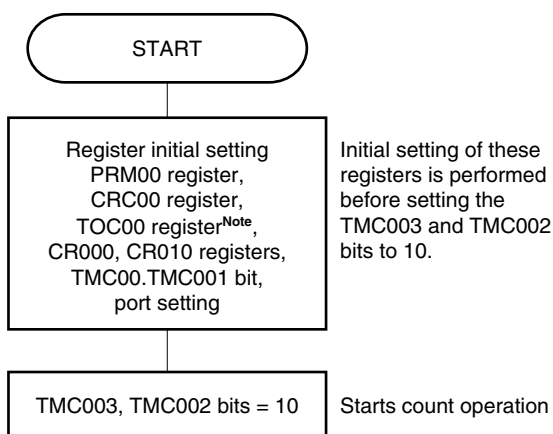 START
Register initial setting
PRM00 register,
CRC00 register,
TOC00 registerNote,
CR000, CR010 registers,
TMC00.TMC001 bit,
port setting
Initial setting of these
registers is performed
before setting the
TMC003 and TMC002
bits to 10.
TMC003, TMC002 bits = 10
Starts count operation